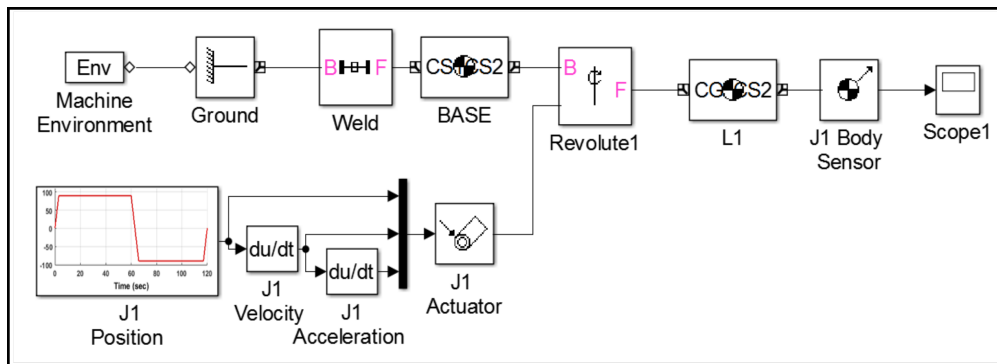 Env
Machine
Environment
Ground
B F
Weld
CS1 CS2
BASE
B
F
Revolute1
CG CS2
L1
J1 Body
Sensor
Scope1
100
50
0
-50
-100
0 20 40 60 80 100 120
Time (sec)
J1
Position
du/dt
J1
Velocity
du/dt
J1
Acceleration
J1
Actuator